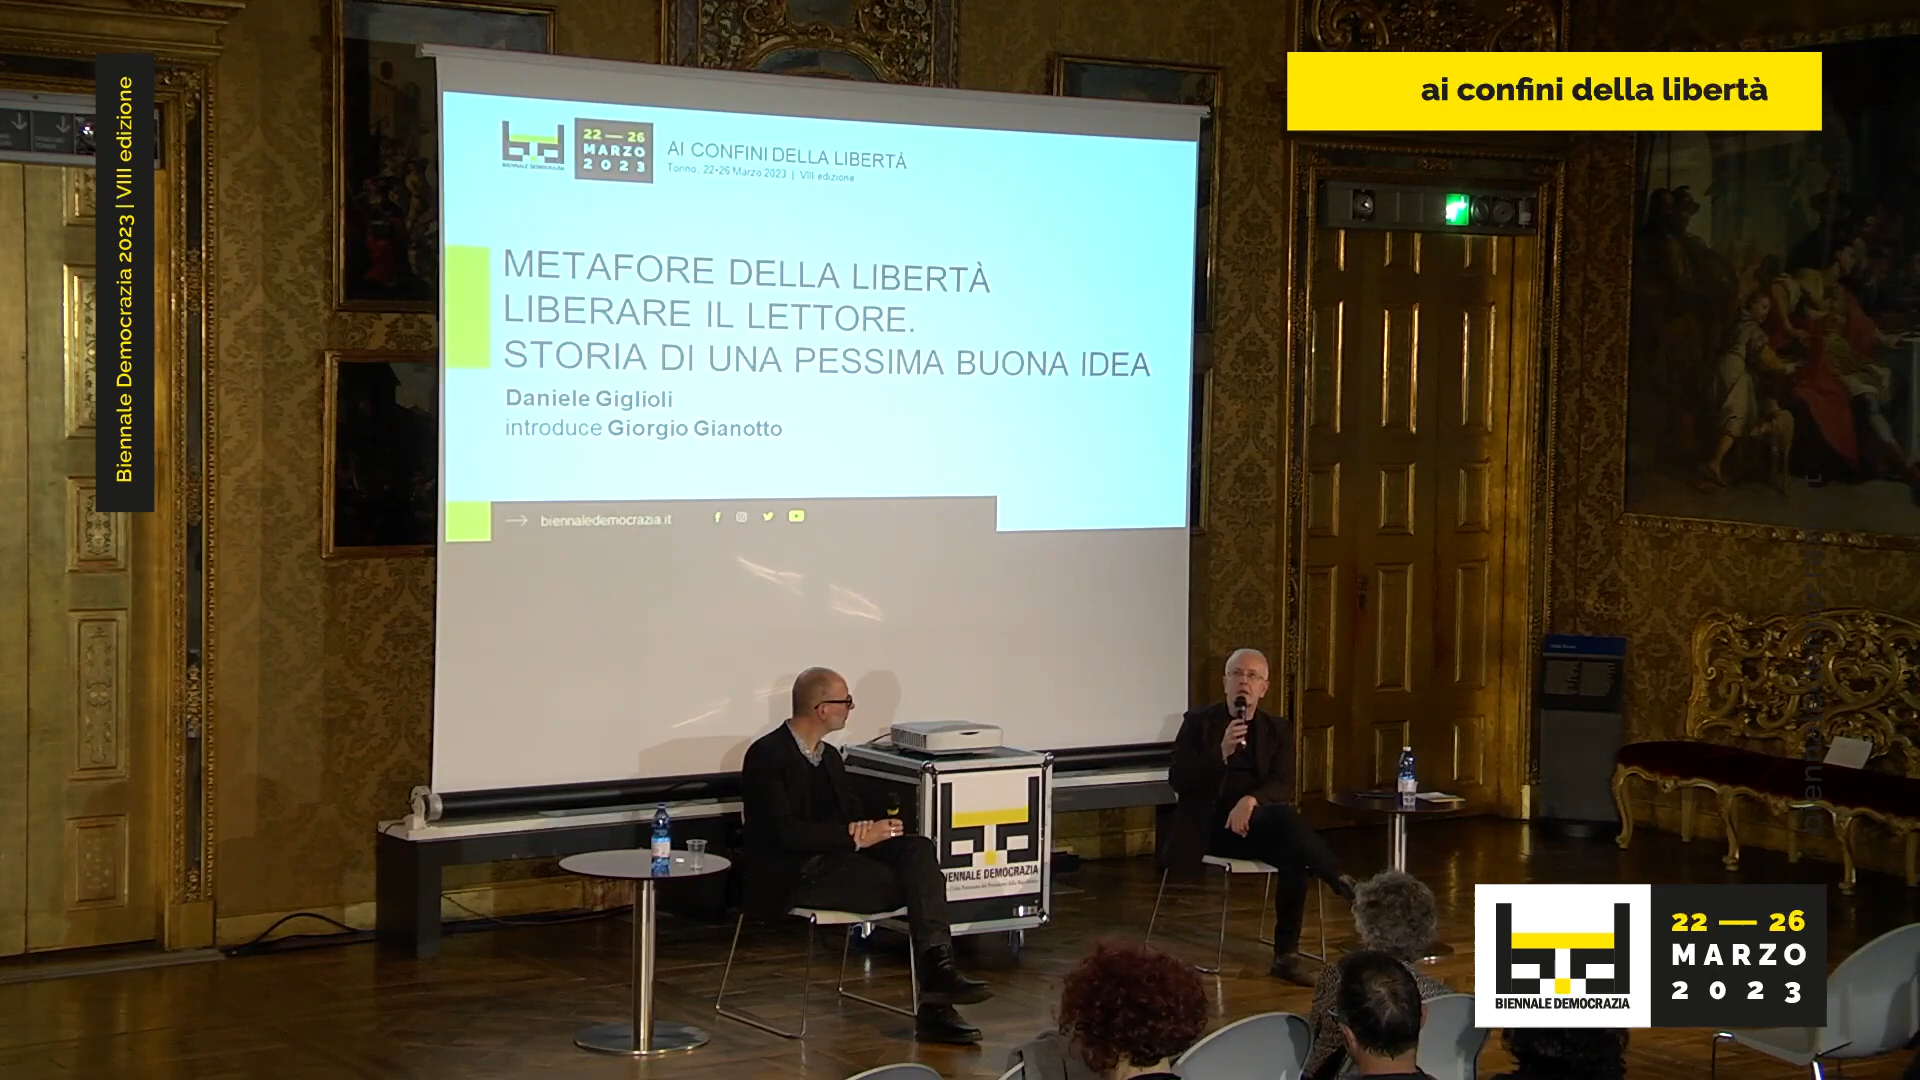 Biennale Democrazia 2023 | VIII edizione
ai confini della libertà
22 — 26
MARZO
2023
BIENNALE DEMOCRAZIA
AI CONFINI DELLA LIBERTÀ
Torino, 22-26 Marzo 2023 | VIII edizione
METAFORE DELLA LIBERTÀ
LIBERARE IL LETTORE.
STORIA DI UNA PESSIMA BUONA IDEA
Daniele Giglioli
introduce Giorgio Gianotto
biennaledemocrazia.it
BIENNALE DEMOCRAZIA
22 — 26
MARZO
2023
BIENNALE DEMOCRAZIA